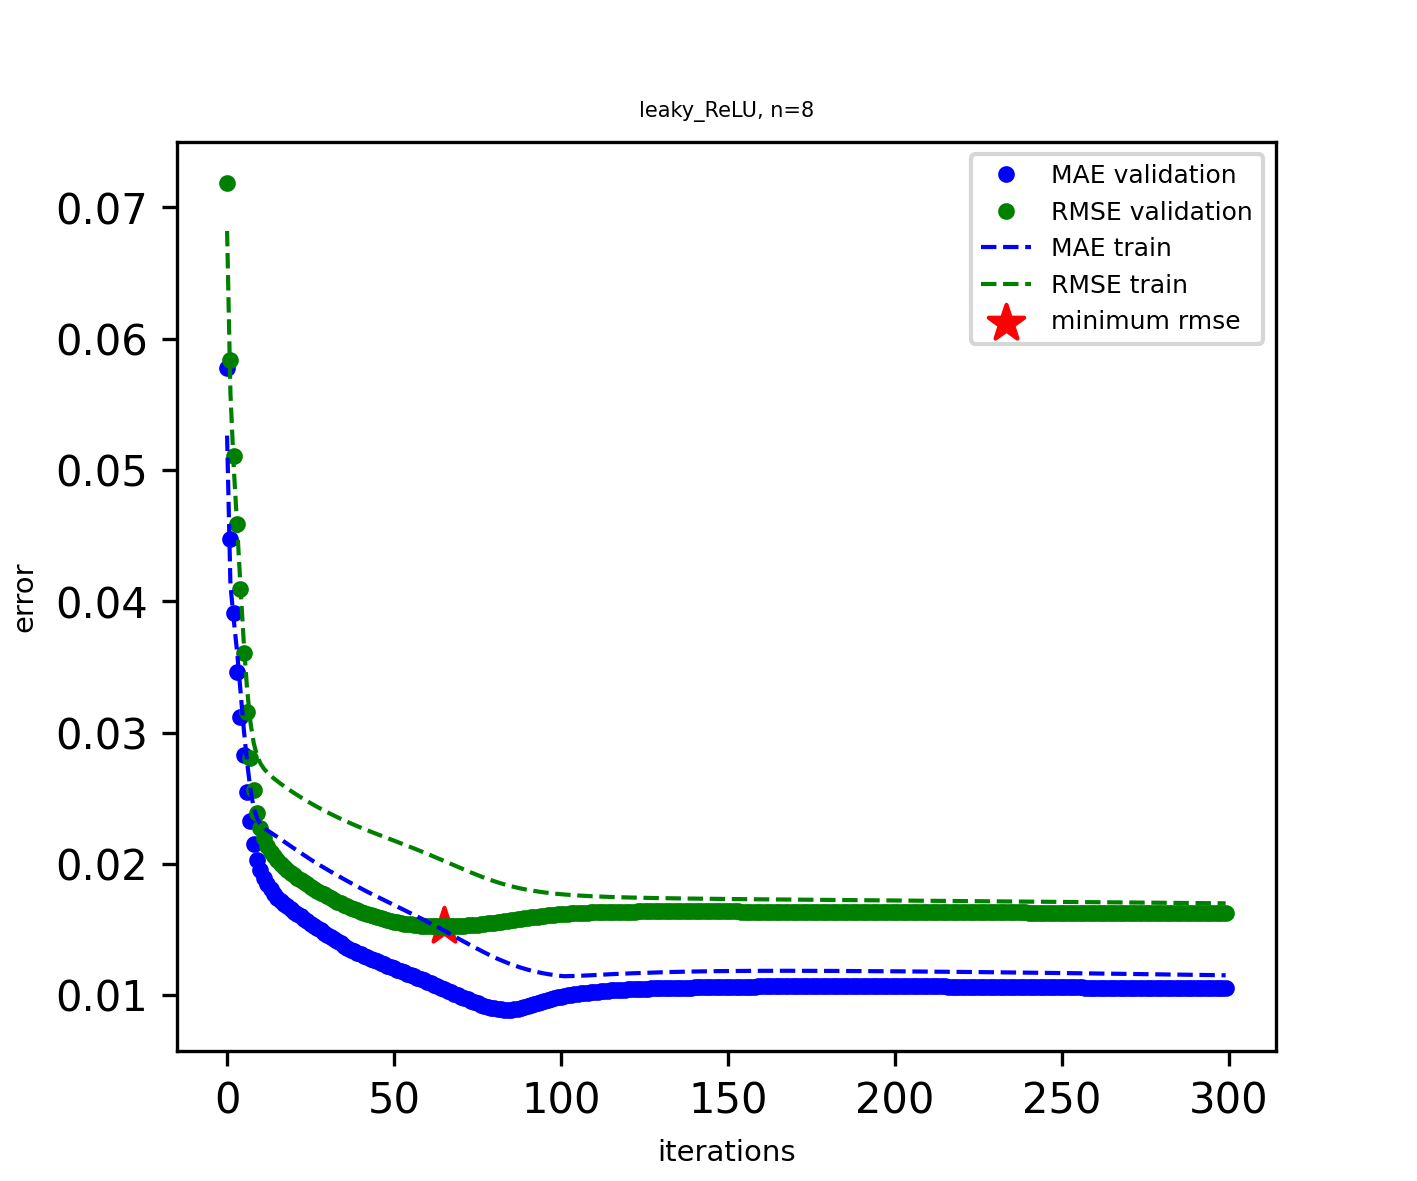 leaky_ReLU, n=8
MAE validation
RMSE validation
MAE train
RMSE train
minimum rmse
0.07
0.06
0.05
0.04
0.03
0.02
0.01
error
0 50 100 150 200 250 300
iterations